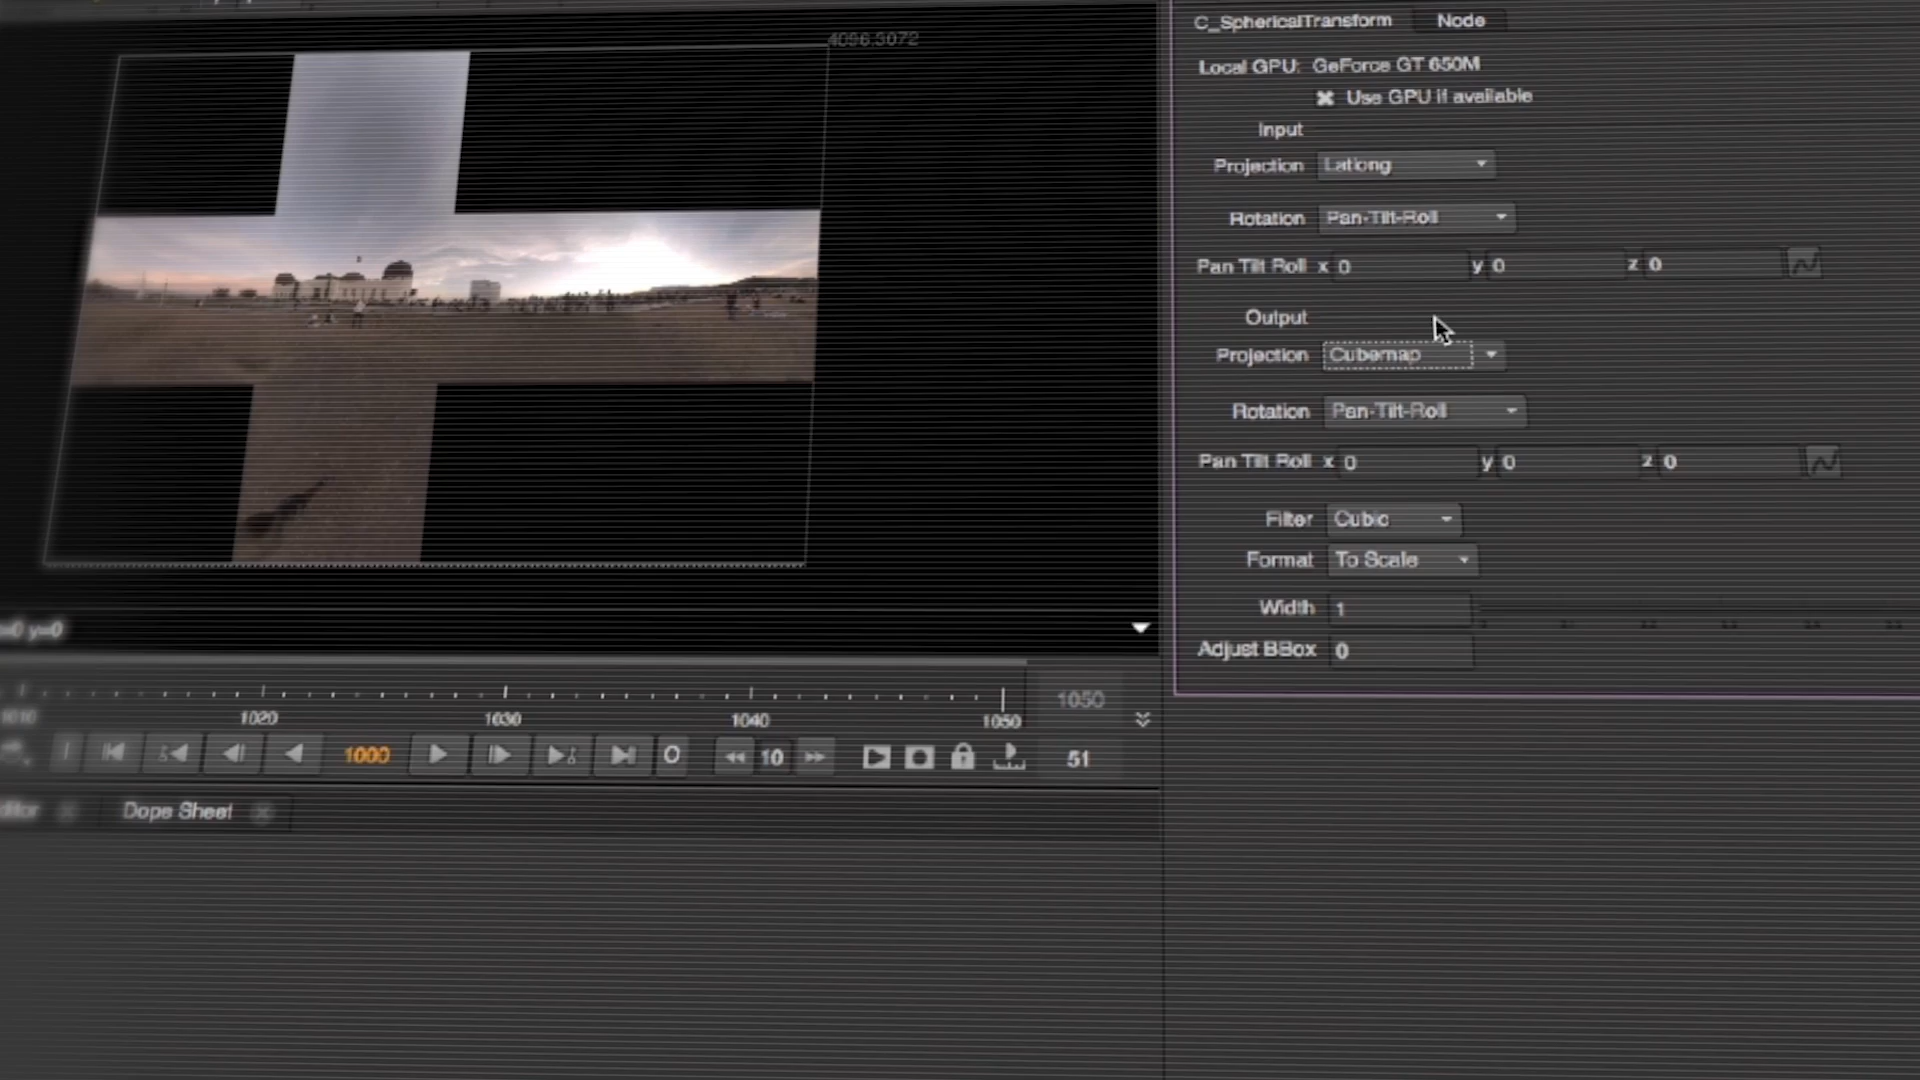 4096,3072
C_SphericalTransform Node
Local GPU: GeForce GT 650M
Use GPU if available
Input
Projection Latlong
Rotation Pan-Tilt-Roll
Pan Tilt Roll x 0 y 0 z 0
Output
Projection Cubemap
Rotation Pan-Tilt-Roll
Pan Tilt Roll x 0 y 0 z 0
Filter Cubic
Format To Scale
Width 1
Adjust BBox 0
=0 y=0
1010 1020 1030 1040 1050 1050
1000 10 51
Dope Sheet